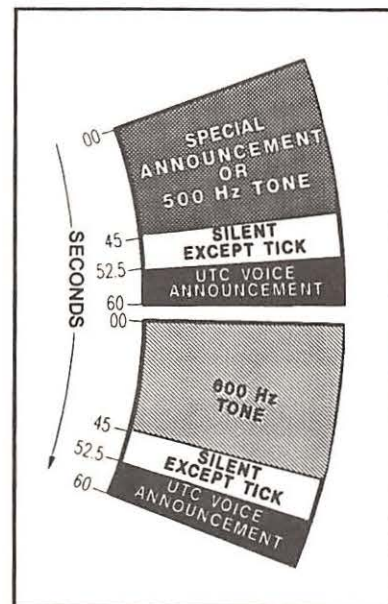 00
SPECIAL
ANNOUNCEMENT
OR
500 Hz TONE
45
SILENT
EXCEPT TICK
52.5
UTC VOICE
ANNOUNCEMENT
60
SECONDS
00
600 Hz
TONE
45
SILENT
EXCEPT TICK
52.5
UTC VOICE
ANNOUNCEMENT
60